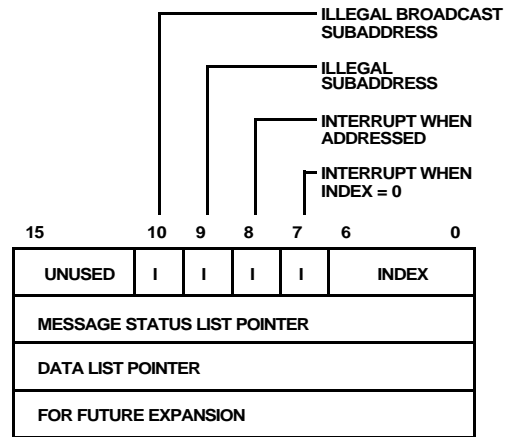 ILLEGAL BROADCAST
SUBADDRESS
ILLEGAL
SUBADDRESS
INTERRUPT WHEN
ADDRESSED
INTERRUPT WHEN
INDEX = 0
15 10 9 8 7 6 0
UNUSED I I I I INDEX
MESSAGE STATUS LIST POINTER
DATA LIST POINTER
FOR FUTURE EXPANSION